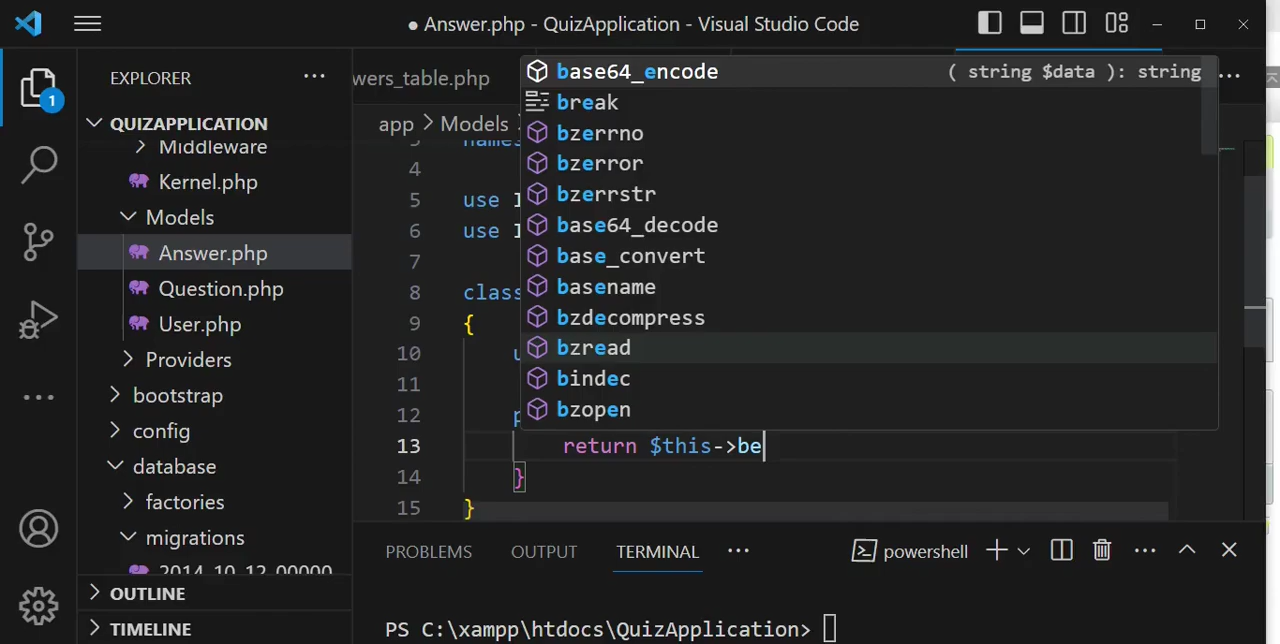 ● Answer.php - QuizApplication - Visual Studio Code
EXPLORER
QUIZAPPLICATION
Middleware
Kernel.php
Models
Answer.php
Question.php
User.php
Providers
bootstrap
config
database
factories
migrations
2014_10_12_00000
OUTLINE
TIMELINE
1
wers_table.php
app > Models
base64_encode ( string $data ): string
break
bzerrno
bzerror
bzerrstr
base64_decode
base_convert
basename
bzdecompress
bzread
bindec
bzopen
4
5 use I
6 use I
7
8 class
9 {
10 u
11
12 p
13 return $this->be
14 }
15 }
PROBLEMS OUTPUT TERMINAL ... powershell
PS C:\xampp\htdocs\QuizApplication>